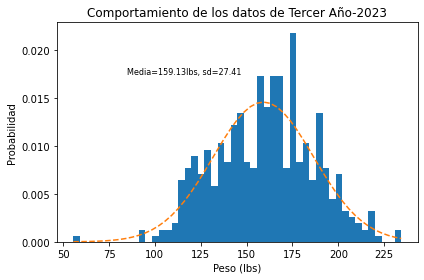 Comportamiento de los datos de Tercer Año-2023
0.020
Media=159.13lbs, sd=27.41
0.015
Probabilidad
0.010
0.005
0.000
50 75 100 125 150 175 200 225
Peso (lbs)